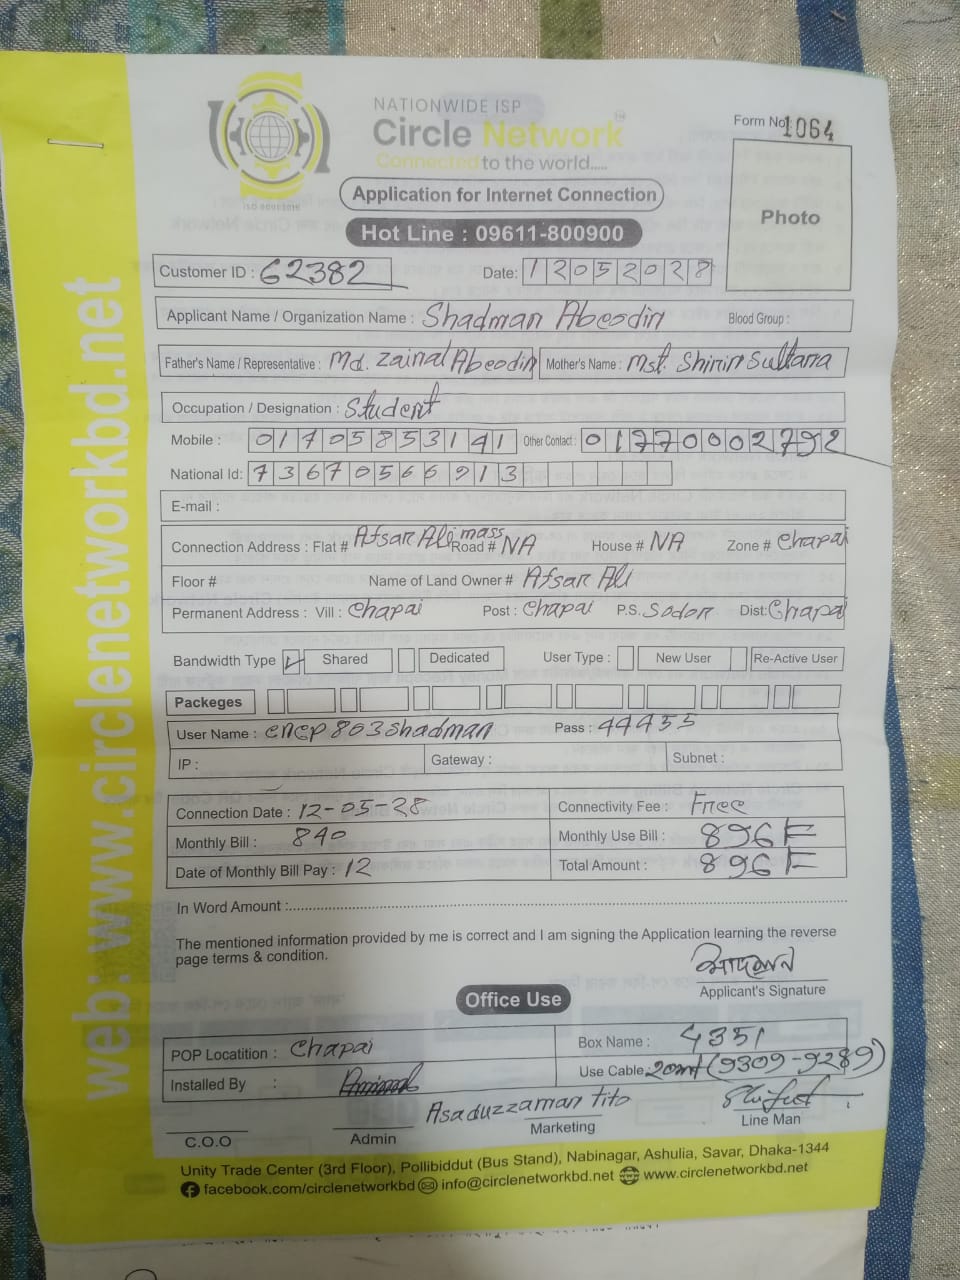 NATIONWIDE ISP
Circle Network
Connected to the world.....
ISO 9001:2015
Form No: 1064
Photo
Application for Internet Connection
Hot Line : 09611-800900
Customer ID : 62382 Date: 12052028
Applicant Name / Organization Name : Shadman Abeodin Blood Group :
Father's Name / Representative : Md. Zainal Abeodin Mother's Name : Mst. Shirin Sultana
Occupation / Designation : Student
Mobile : 01705853141 Other Contact : 01770002792
National Id: 73670566913
E-mail :
Connection Address : Flat # Afsar Ali mass Road # NA House # NA Zone # Chapai
Floor # Name of Land Owner # Afsar Ali
Permanent Address : Vill : Chapai Post : Chapai P.S. Sodor Dist: Chapai
Bandwidth Type Shared Dedicated User Type : New User Re-Active User
Packeges
User Name : cncp803shadman Pass : 44455
IP : Gateway : Subnet :
Connection Date : 12-05-28 Connectivity Fee : Free
Monthly Bill : 840 Monthly Use Bill : 896
Date of Monthly Bill Pay : 12 Total Amount : 896
In Word Amount :
The mentioned information provided by me is correct and I am signing the Application learning the reverse
page terms & condition.
Applicant's Signature
Office Use
POP Locatition : Chapai Box Name : 4351
Installed By : Use Cable 20mt (9309-9289)
Asaduzzaman Tito
C.O.O Admin Marketing Line Man
Unity Trade Center (3rd Floor), Pollibiddut (Bus Stand), Nabinagar, Ashulia, Savar, Dhaka-1344
facebook.com/circlenetworkbd info@circlenetworkbd.net www.circlenetworkbd.net
web: www.circlenetworkbd.net